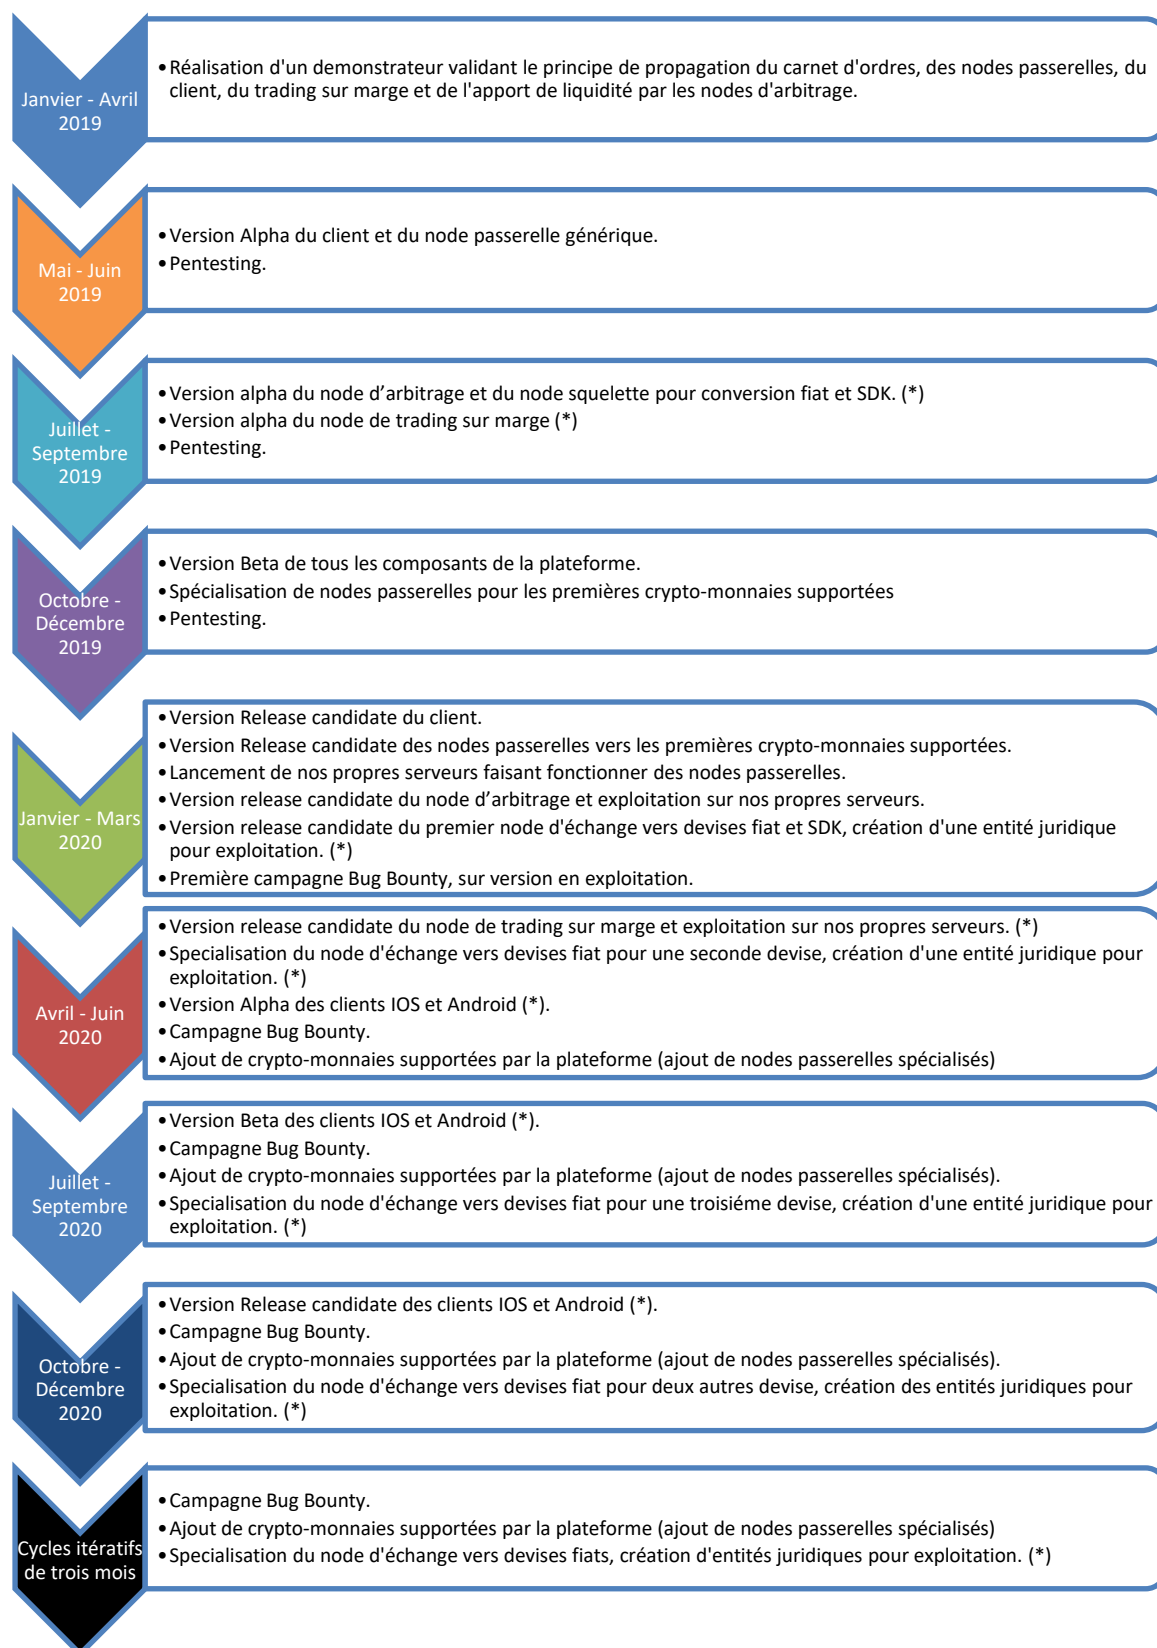 Janvier - Avril
2019
•Réalisation d'un demonstrateur validant le principe de propagation du carnet d'ordres, des nodes passerelles, du
client, du trading sur marge et de l'apport de liquidité par les nodes d'arbitrage.
Mai - Juin
2019
•Version Alpha du client et du node passerelle générique.
•Pentesting.
Juillet -
Septembre
2019
•Version alpha du node d’arbitrage et du node squelette pour conversion fiat et SDK. (*)
•Version alpha du node de trading sur marge (*)
•Pentesting.
Octobre -
Décembre
2019
•Version Beta de tous les composants de la plateforme.
•Spécialisation de nodes passerelles pour les premières crypto-monnaies supportées
•Pentesting.
Janvier - Mars
2020
•Version Release candidate du client.
•Version Release candidate des nodes passerelles vers les premières crypto-monnaies supportées.
•Lancement de nos propres serveurs faisant fonctionner des nodes passerelles.
•Version release candidate du node d’arbitrage et exploitation sur nos propres serveurs.
•Version release candidate du premier node d'échange vers devises fiat et SDK, création d'une entité juridique
pour exploitation. (*)
•Première campagne Bug Bounty, sur version en exploitation.
Avril - Juin
2020
•Version release candidate du node de trading sur marge et exploitation sur nos propres serveurs. (*)
•Specialisation du node d'échange vers devises fiat pour une seconde devise, création d'une entité juridique pour
exploitation. (*)
•Version Alpha des clients IOS et Android (*).
•Campagne Bug Bounty.
•Ajout de crypto-monnaies supportées par la plateforme (ajout de nodes passerelles spécialisés)
Juillet -
Septembre
2020
•Version Beta des clients IOS et Android (*).
•Campagne Bug Bounty.
•Ajout de crypto-monnaies supportées par la plateforme (ajout de nodes passerelles spécialisés).
•Specialisation du node d'échange vers devises fiat pour une troisiéme devise, création d'une entité juridique pour
exploitation. (*)
Octobre -
Décembre
2020
•Version Release candidate des clients IOS et Android (*).
•Campagne Bug Bounty.
•Ajout de crypto-monnaies supportées par la plateforme (ajout de nodes passerelles spécialisés).
•Specialisation du node d'échange vers devises fiat pour deux autres devise, création des entités juridiques pour
exploitation. (*)
Cycles itératifs
de trois mois
•Campagne Bug Bounty.
•Ajout de crypto-monnaies supportées par la plateforme (ajout de nodes passerelles spécialisés)
•Specialisation du node d'échange vers devises fiats, création d'entités juridiques pour exploitation. (*)